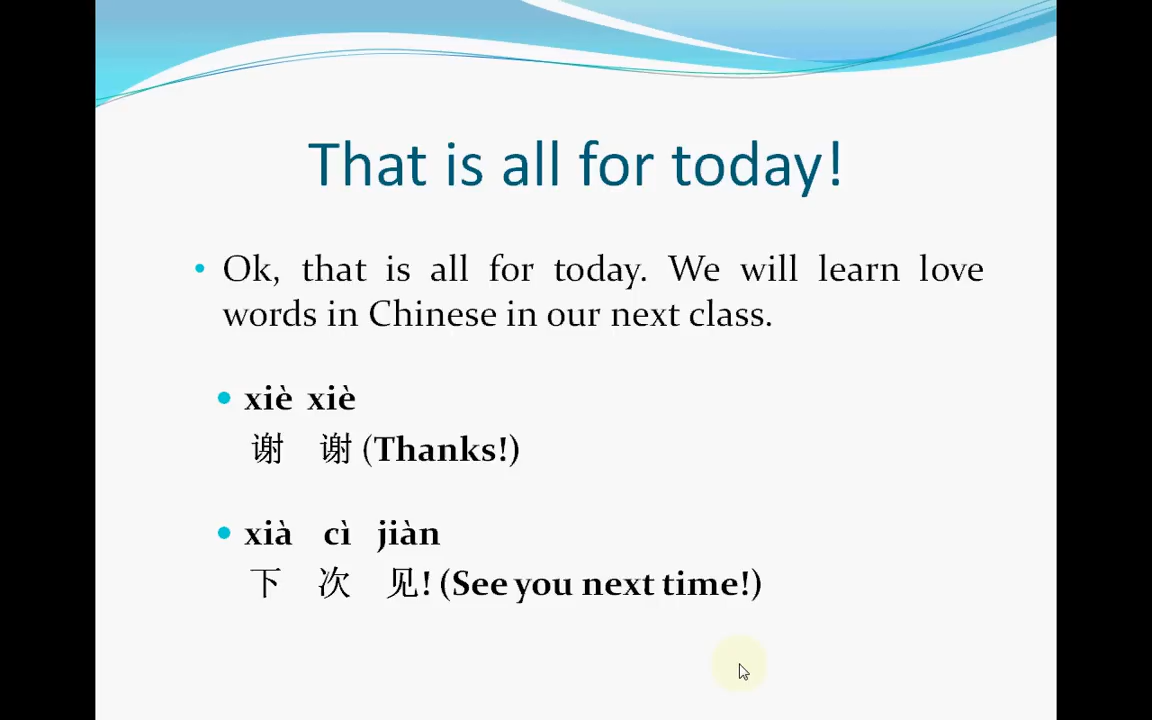 That is all for today!
• Ok, that is all for today. We will learn love
words in Chinese in our next class.
• xiè xiè
谢 谢 (Thanks!)
• xià cì jiàn
下 次 见! (See you next time!)